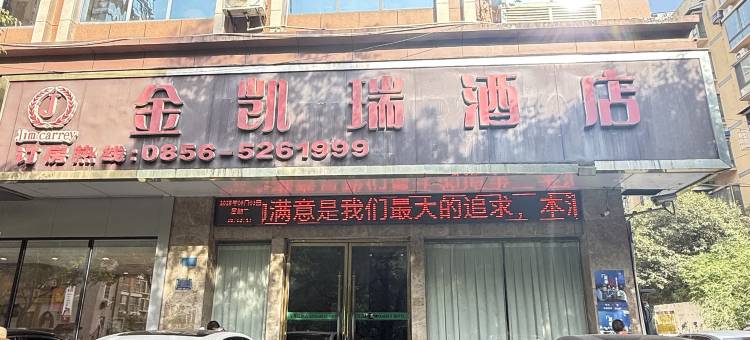 金凯瑞酒店
Jim carrey
订房热线:0856-5261999
满意是我们最大的追求,本